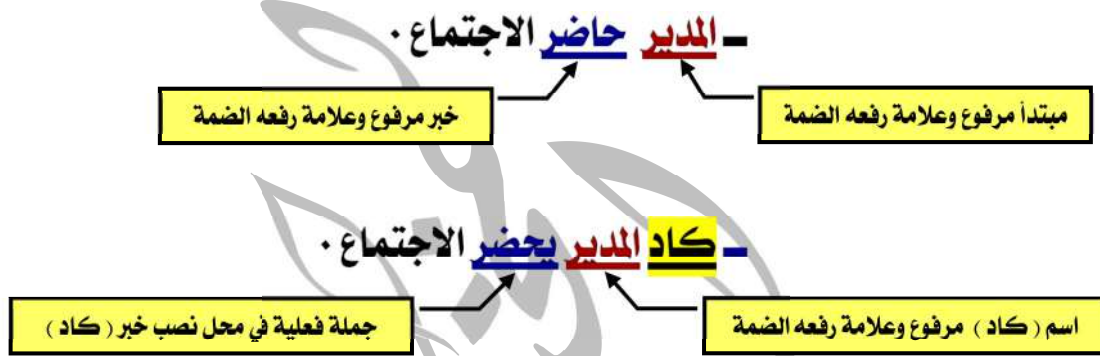 ـ المدير حاضر الاجتماع .
مبتدأ مرفوع وعلامة رفعه الضمة
خبر مرفوع وعلامة رفعه الضمة
ـ كاد المدير يحضر الاجتماع .
اسم ( كاد ) مرفوع وعلامة رفعه الضمة
جملة فعلية في محل نصب خبر ( كاد )